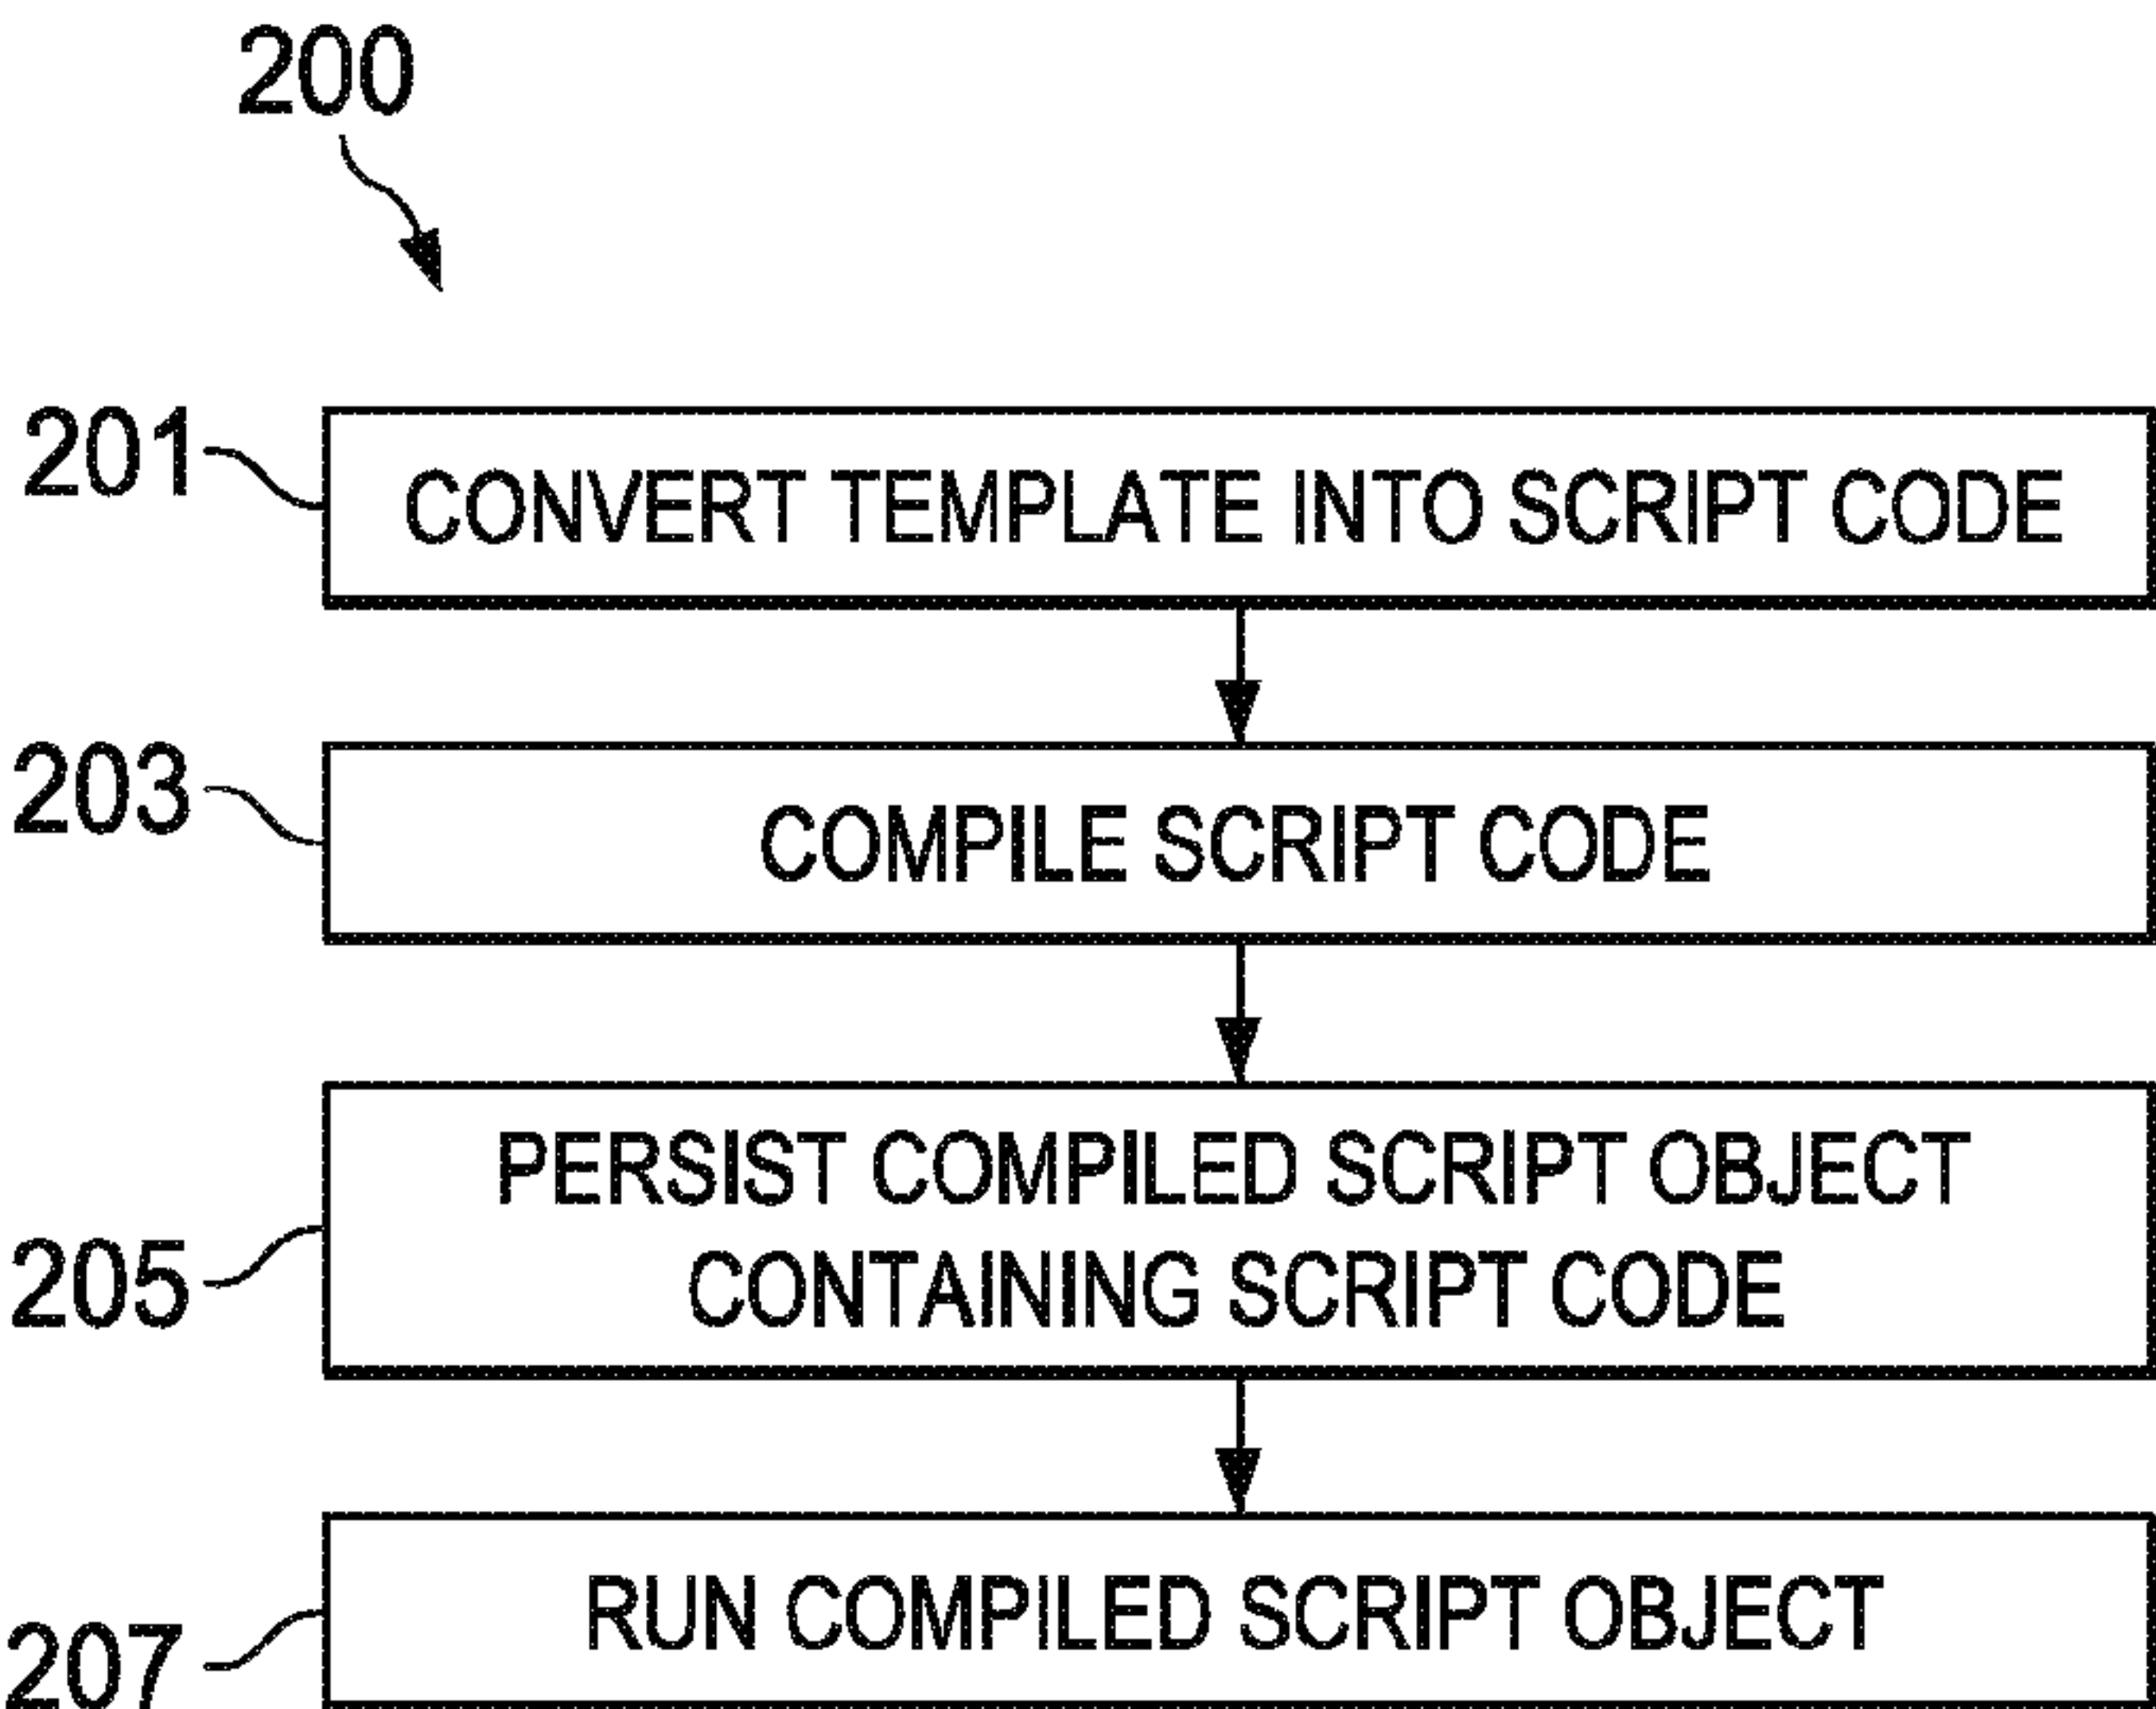 200
201
CONVERT TEMPLATE INTO SCRIPT CODE
203
COMPILE SCRIPT CODE
205
PERSIST COMPILED SCRIPT OBJECT
CONTAINING SCRIPT CODE
207
RUN COMPILED SCRIPT OBJECT